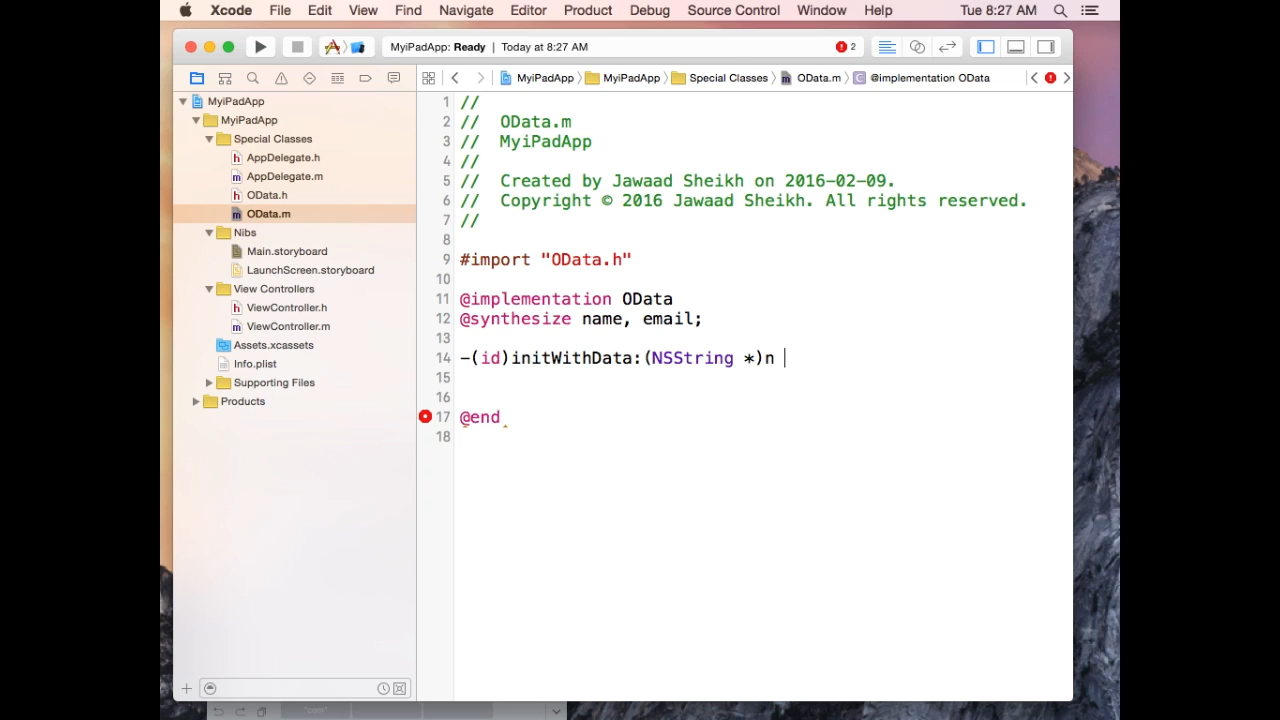 Xcode File Edit View Find Navigate Editor Product Debug Source Control Window Help Tue 8:27 AM
MyiPadApp: Ready | Today at 8:27 AM 2
MyiPadApp MyiPadApp Special Classes OData.m @implementation OData
MyiPadApp
MyiPadApp
Special Classes
AppDelegate.h
AppDelegate.m
OData.h
OData.m
Nibs
Main.storyboard
LaunchScreen.storyboard
View Controllers
ViewController.h
ViewController.m
Assets.xcassets
Info.plist
Supporting Files
Products
1 //
2 // OData.m
3 // MyiPadApp
4 //
5 // Created by Jawaad Sheikh on 2016-02-09.
6 // Copyright © 2016 Jawaad Sheikh. All rights reserved.
7 //
8
9 #import "OData.h"
10
11 @implementation OData
12 @synthesize name, email;
13
14 -(id)initWithData:(NSString *)n
15
16
17 @end
18